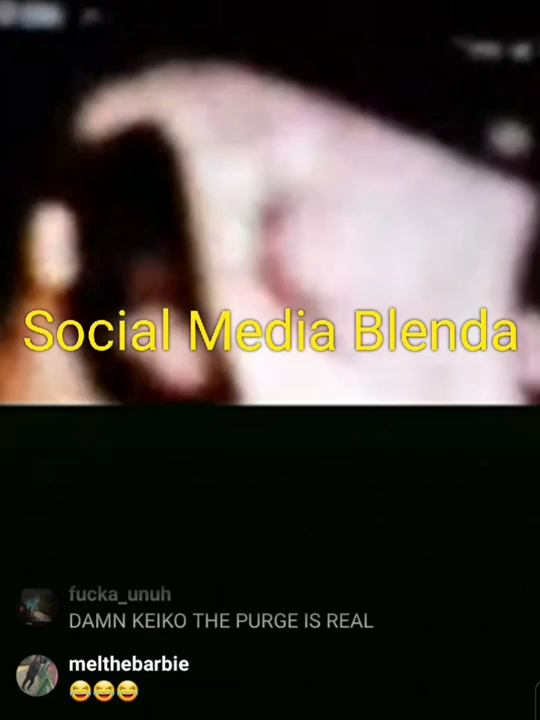 Social Media Blenda
fucka_unuh
DAMN KEIKO THE PURGE IS REAL
melthebarbie
😂😂😂